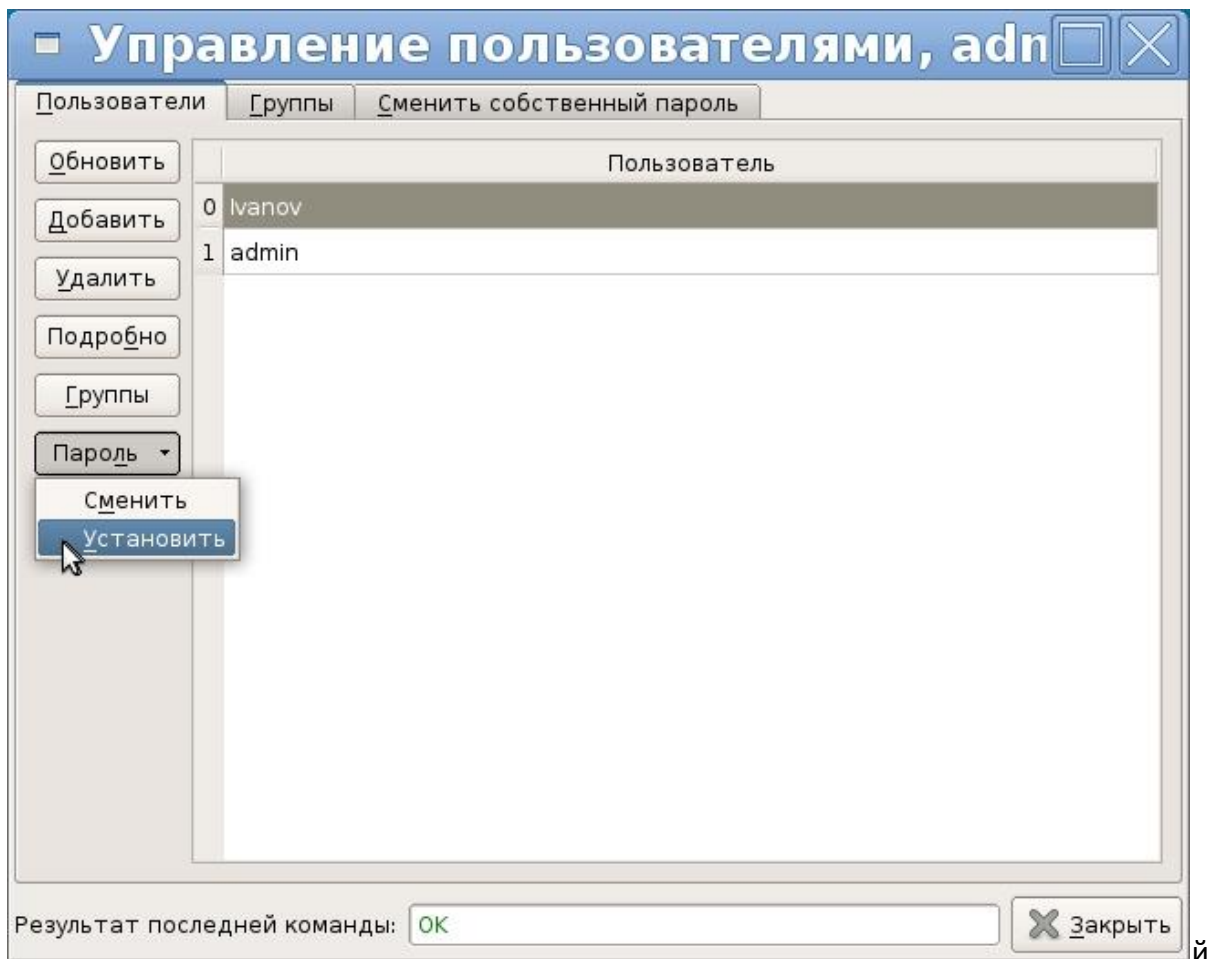 Управление пользователями, adm
Пользователи Группы Сменить собственный пароль
Обновить
Добавить
Удалить
Подробно
Группы
Пароль
Сменить
Установить
Пользователь
0 Ivanov
1 admin
Результат последней команды: OK Закрыть
й